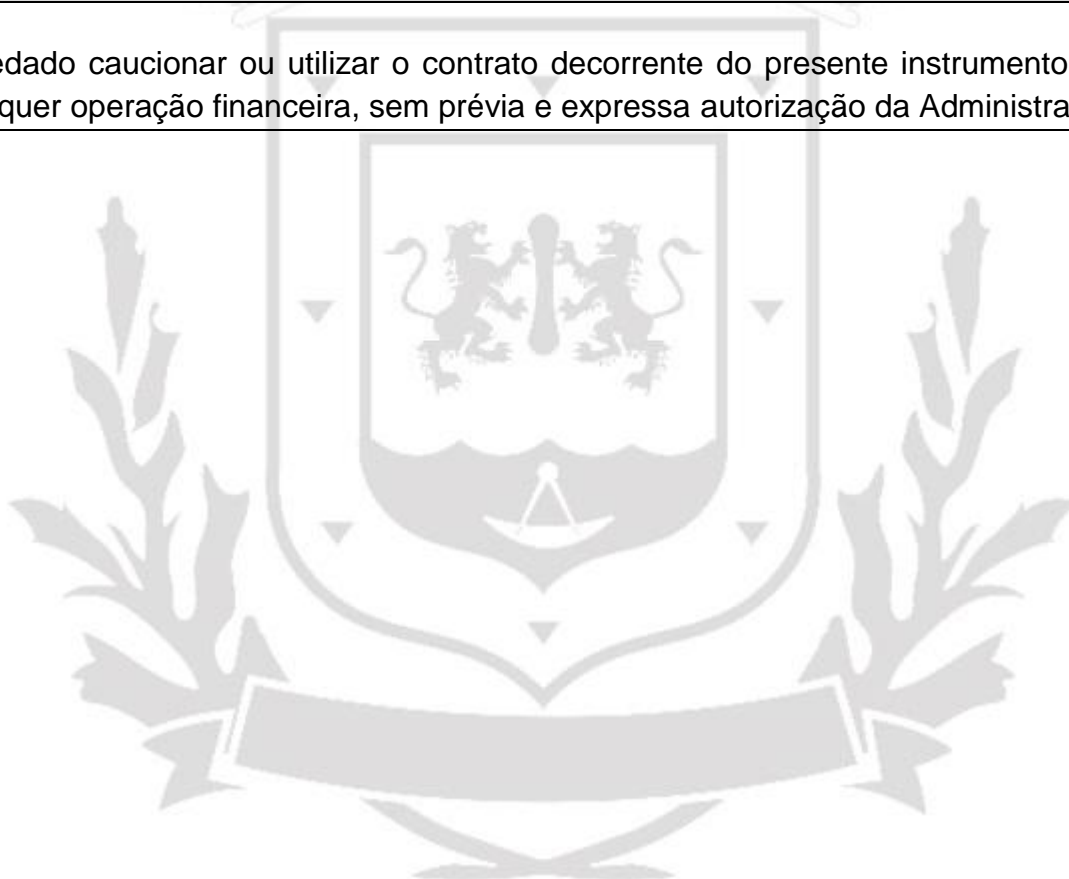 edado caucionar ou utilizar o contrato decorrente do presente instrumento
quer operação financeira, sem prévia e expressa autorização da Administra